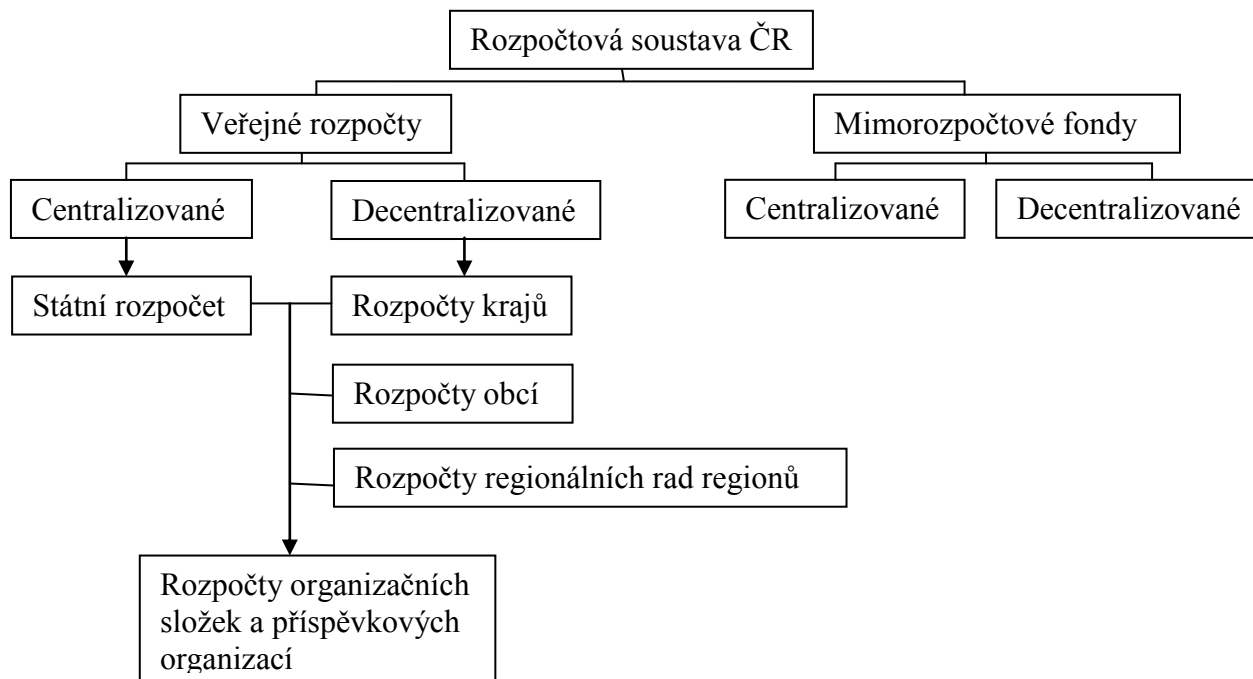 Rozpočtová soustava ČR
Veřejné rozpočty
Mimorozpočtové fondy
Centralizované
Decentralizované
Centralizované
Decentralizované
Státní rozpočet
Rozpočty krajů
Rozpočty obcí
Rozpočty regionálních rad regionů
Rozpočty organizačních
složek a příspěvkových
organizací